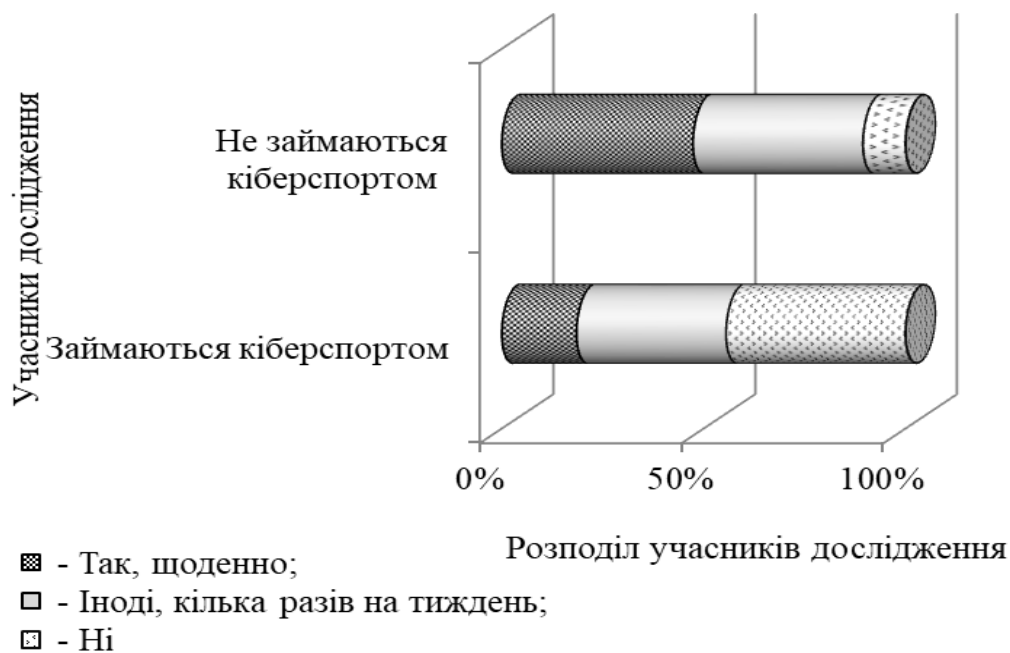 Учасники дослідження
Не займаються
кіберспортом
Займаються кіберспортом
0%
50%
100%
Розподіл учасників дослідження
- Так, щоденно;
- Іноді, кілька разів на тиждень;
- Ні